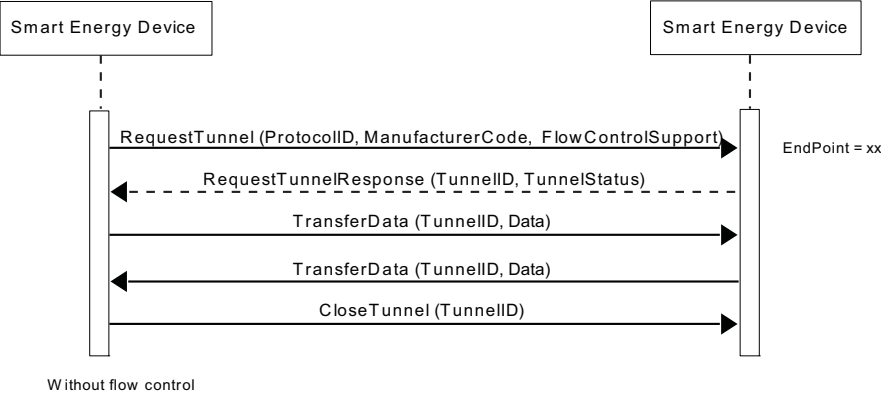 Smart Energy Device
Smart Energy Device
RequestTunnel (ProtocolID, ManufacturerCode, FlowControlSupport)
EndPoint = xx
RequestTunnelResponse (TunnelID, TunnelStatus)
TransferData (TunnelID, Data)
TransferData (TunnelID, Data)
CloseTunnel (TunnelID)
Without flow control